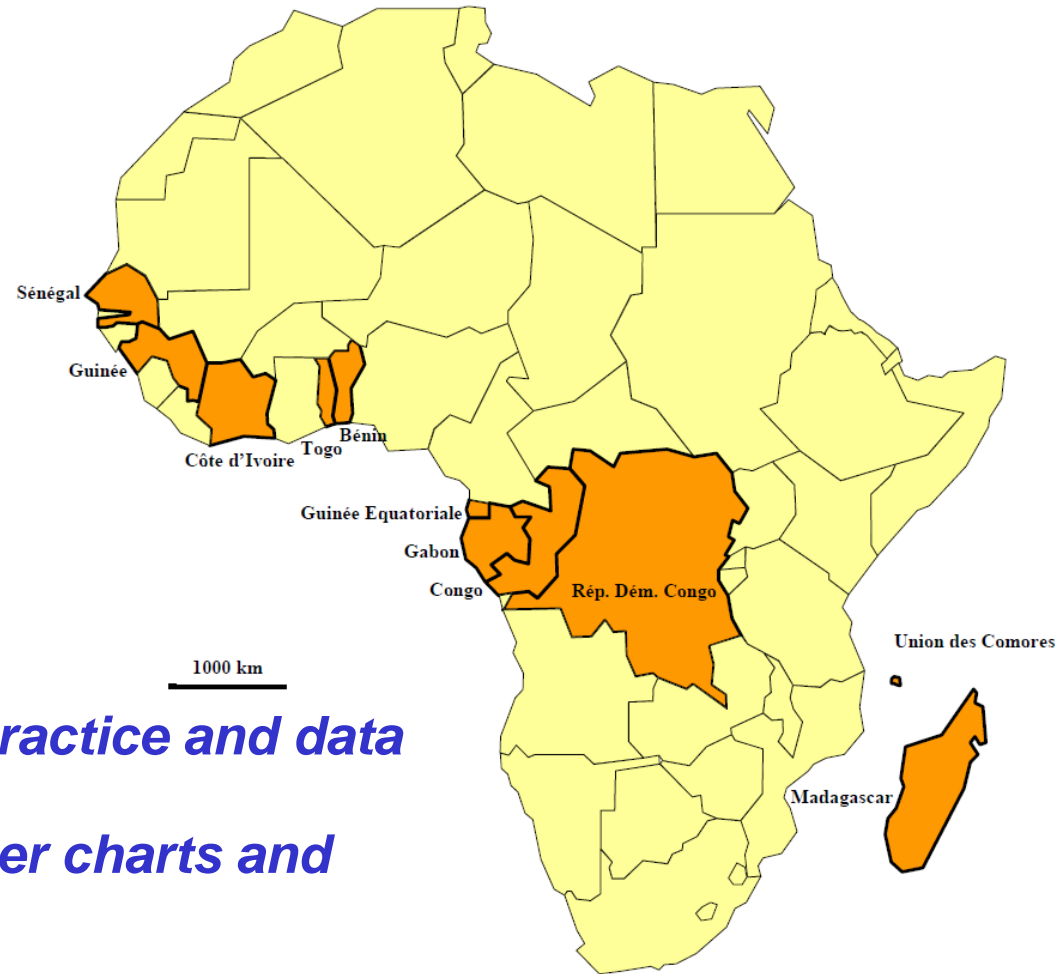 Sénégal
Guinée
Côte d’Ivoire
Togo
Bénin
Guinée Equatoriale
Gabon
Congo
Rép. Dém. Congo
Union des Comores
1000 km
ractice and data
Madagascar
er charts and